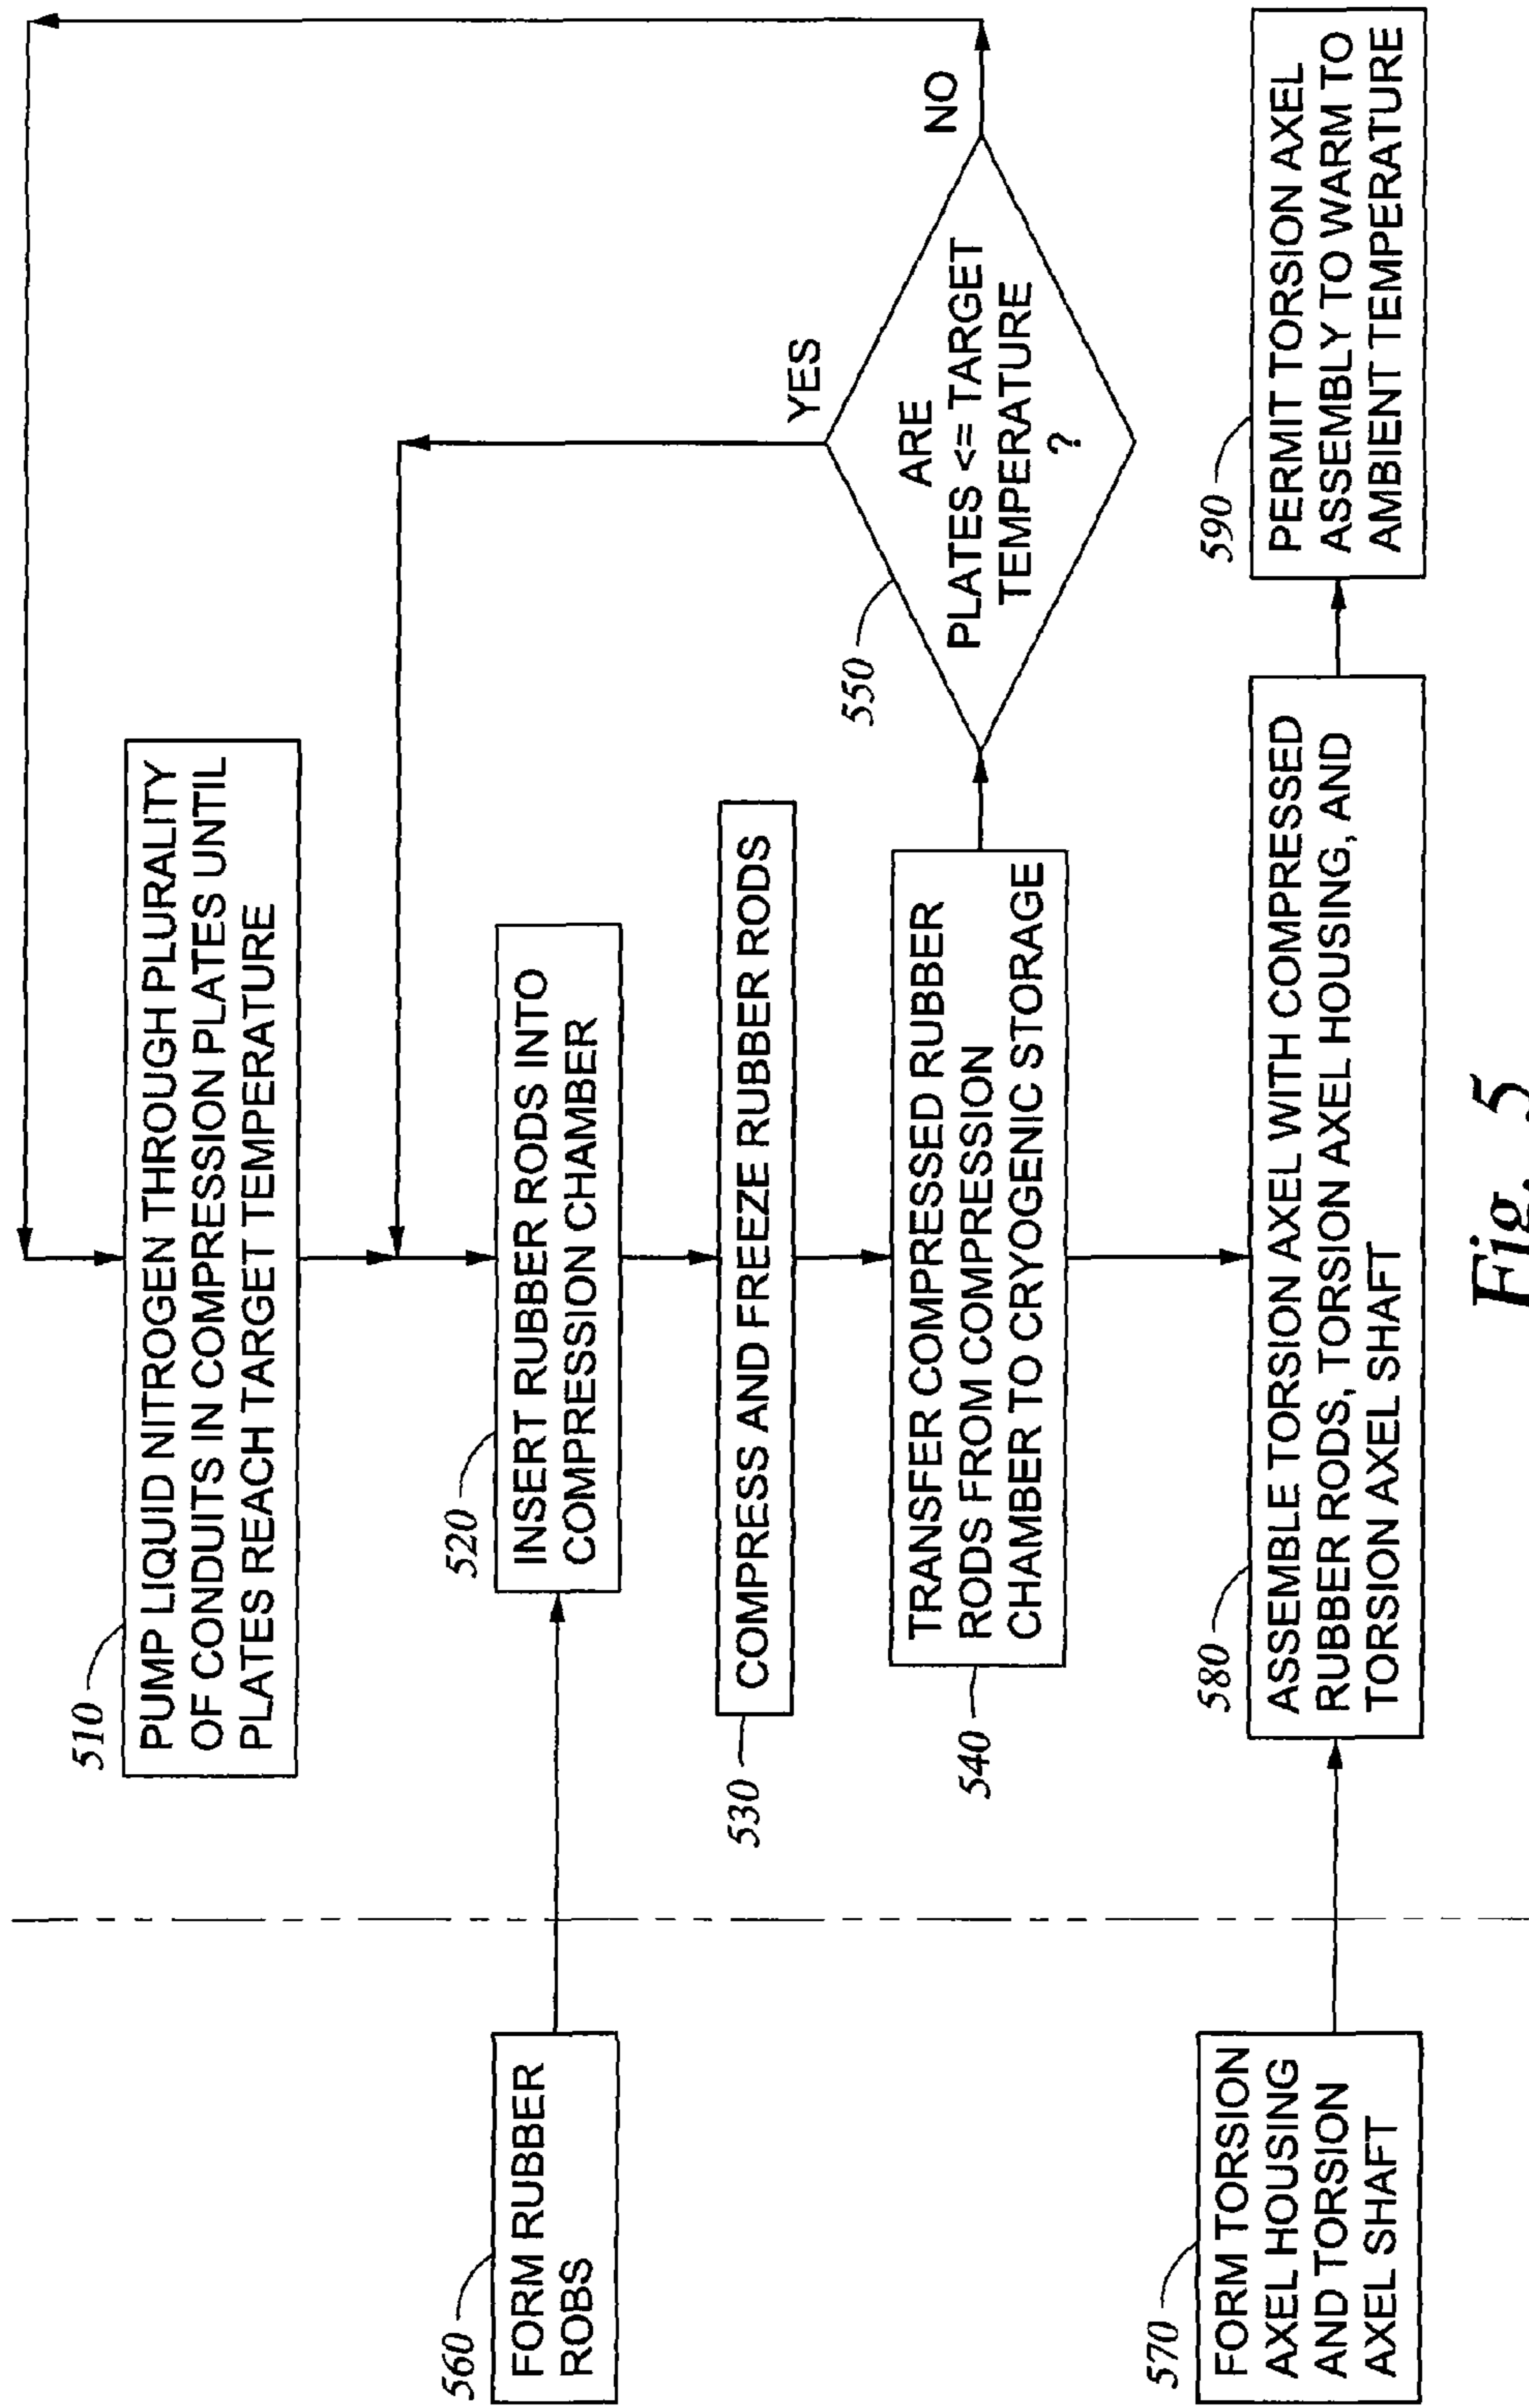 510
PUMP LIQUID NITROGEN THROUGH PLURALITY
OF CONDUITS IN COMPRESSION PLATES UNTIL
PLATES REACH TARGET TEMPERATURE
560
FORM RUBBER
ROBS
520
INSERT RUBBER RODS INTO
COMPRESSION CHAMBER
530
COMPRESS AND FREEZE RUBBER RODS
540
TRANSFER COMPRESSED RUBBER
RODS FROM COMPRESSION
CHAMBER TO CRYOGENIC STORAGE
550
ARE
PLATES <= TARGET
TEMPERATURE
?
YES
NO
570
FORM TORSION
AXEL HOUSING
AND TORSION
AXEL SHAFT
580
ASSEMBLE TORSION AXEL WITH COMPRESSED
RUBBER RODS, TORSION AXEL HOUSING, AND
TORSION AXEL SHAFT
590
PERMIT TORSION AXEL
ASSEMBLY TO WARM TO
AMBIENT TEMPERATURE
Fig. 5